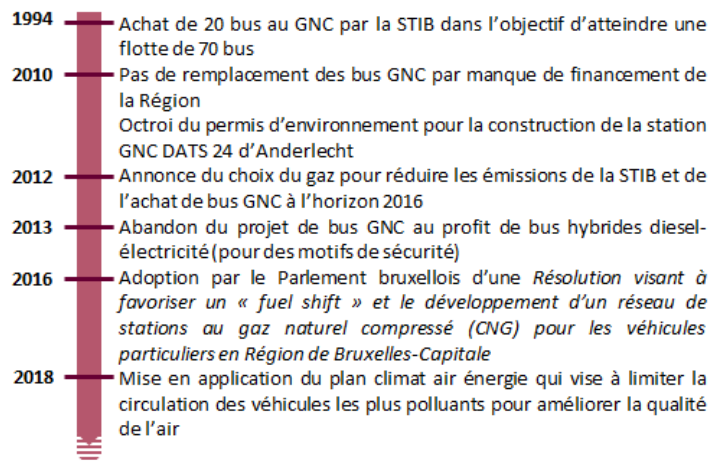 1994 Achat de 20 bus au GNC par la STIB dans l’objectif d’atteindre une
flotte de 70 bus
2010 Pas de remplacement des bus GNC par manque de financement de
la Région
Octroi du permis d’environnement pour la construction de la station
GNC DATS 24 d’Anderlecht
2012 Annonce du choix du gaz pour réduire les émissions de la STIB et de
l’achat de bus GNC à l’horizon 2016
2013 Abandon du projet de bus GNC au profit de bus hybrides diesel-
électricité (pour des motifs de sécurité)
2016 Adoption par le Parlement bruxellois d’une Résolution visant à
favoriser un « fuel shift » et le développement d’un réseau de
stations au gaz naturel compressé (CNG) pour les véhicules
particuliers en Région de Bruxelles-Capitale
2018 Mise en application du plan climat air énergie qui vise à limiter la
circulation des véhicules les plus polluants pour améliorer la qualité
de l’air